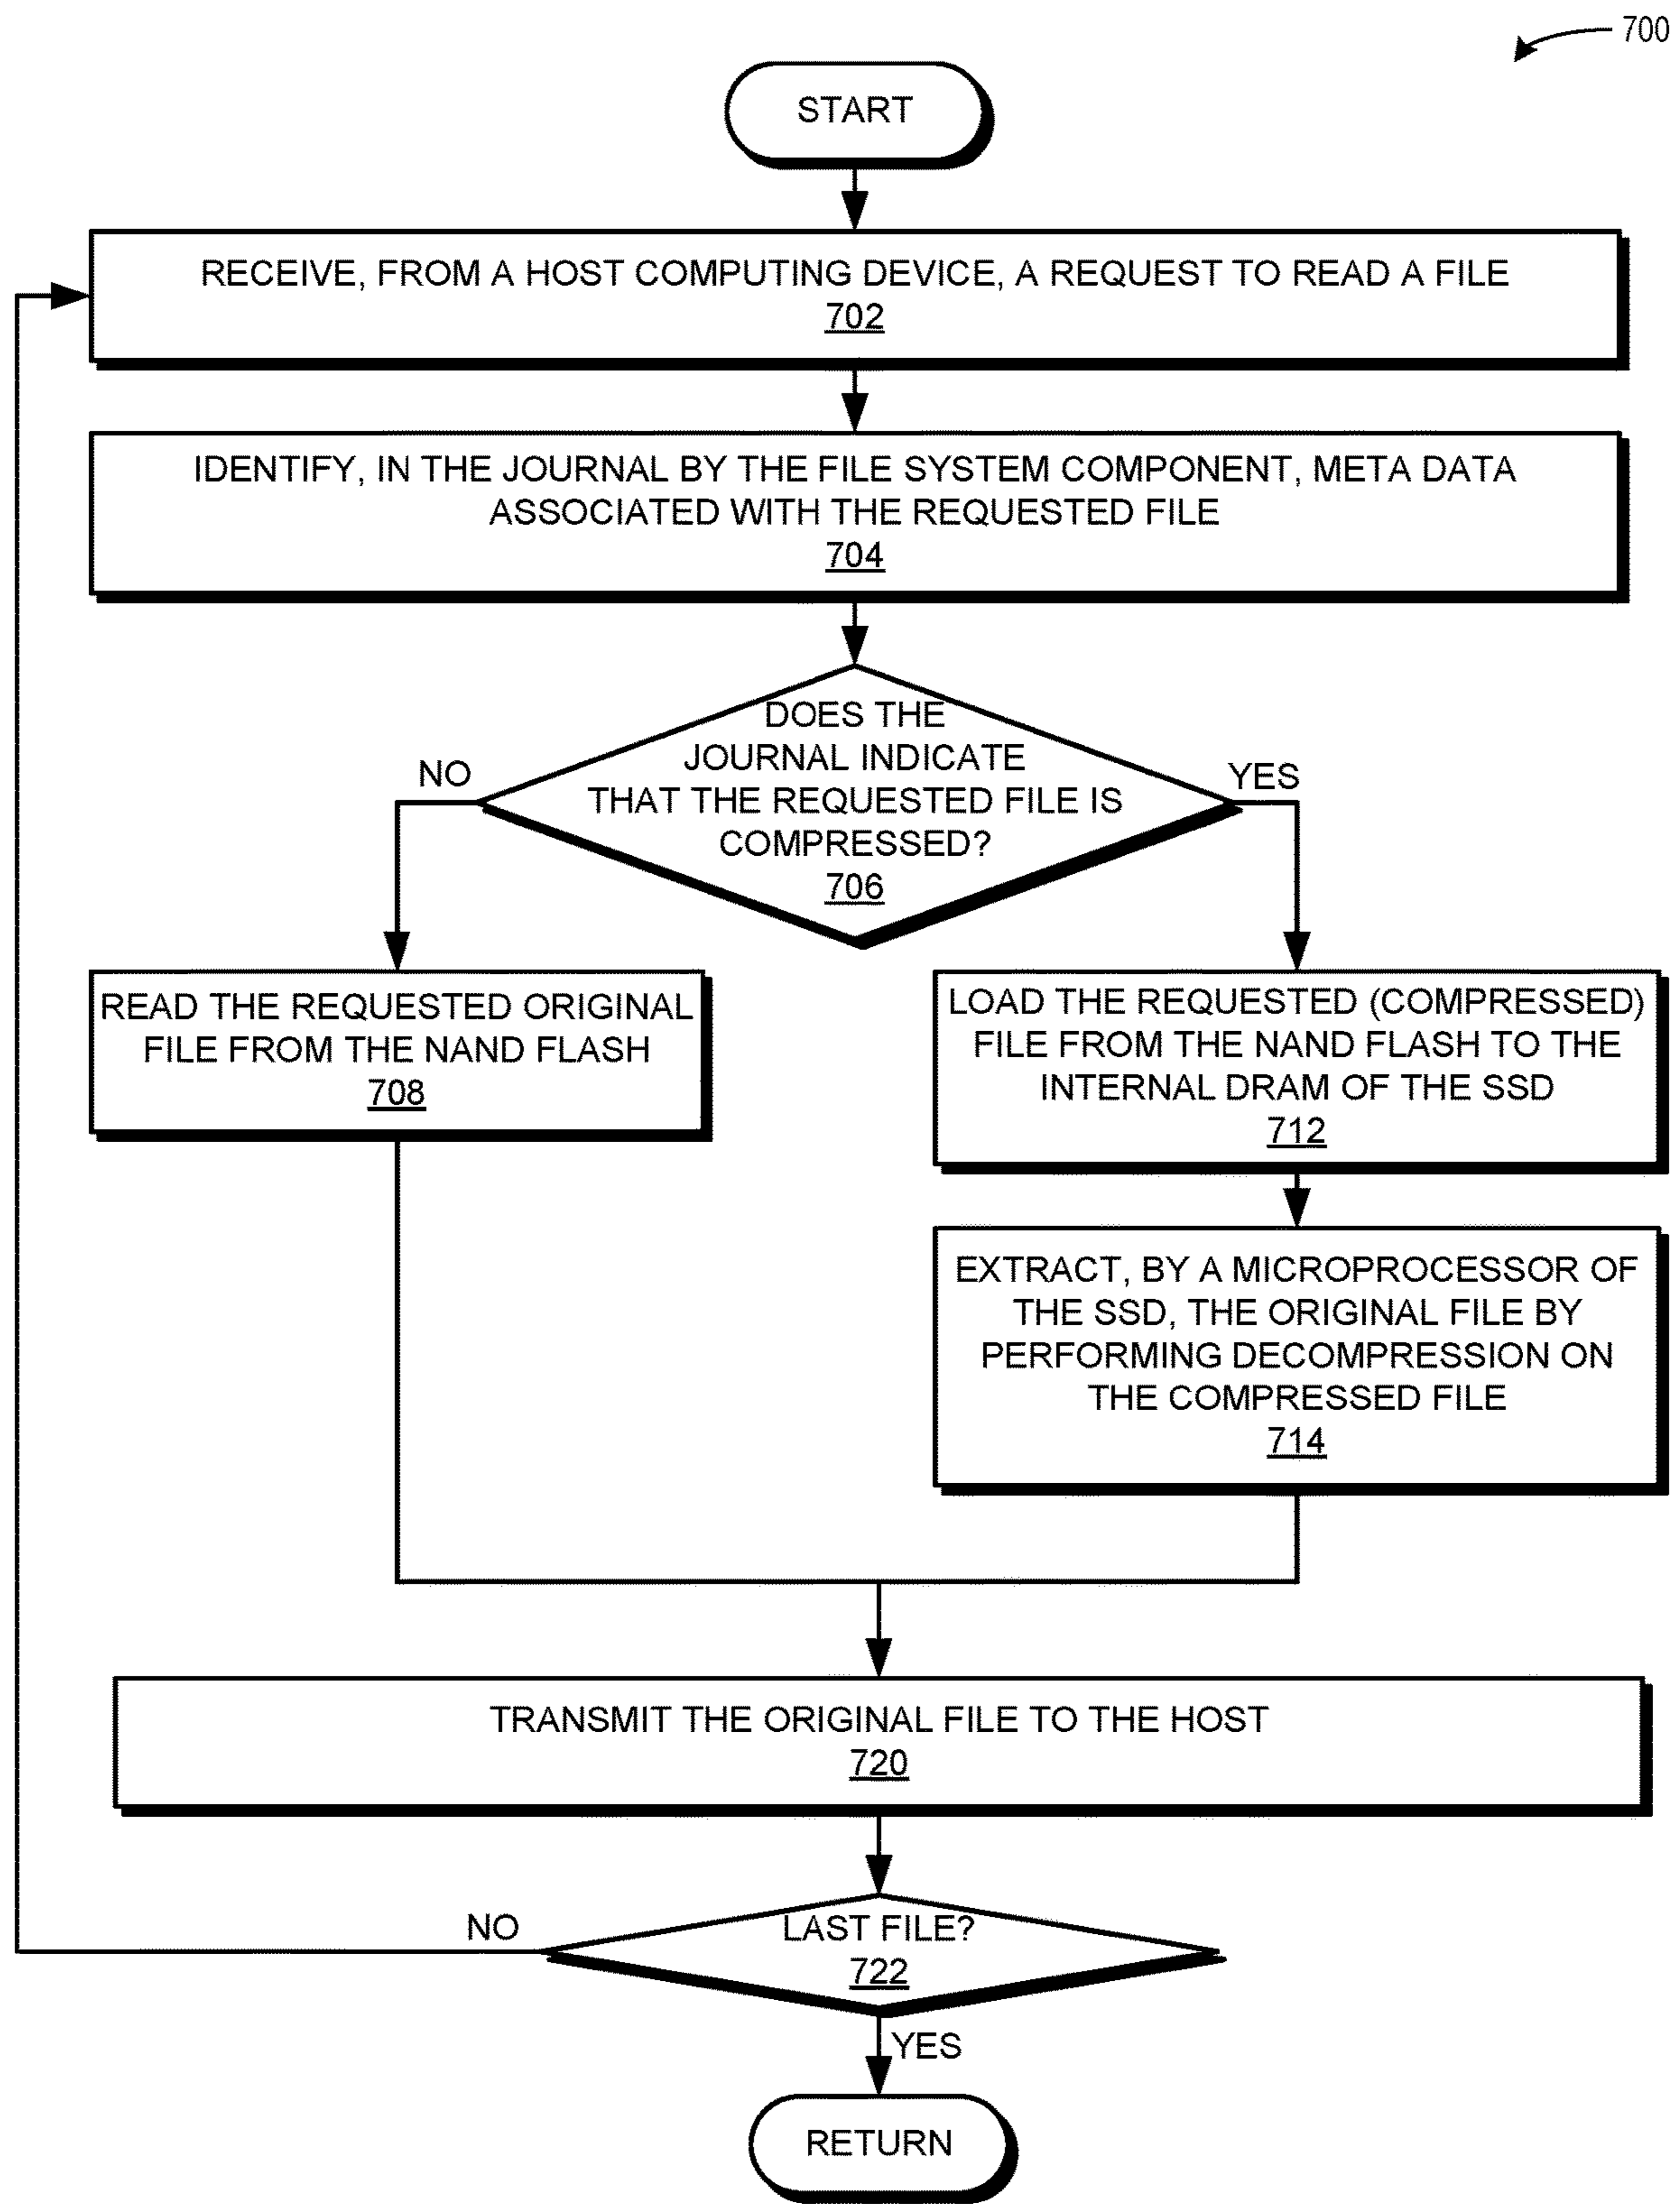 700
START
RECEIVE, FROM A HOST COMPUTING DEVICE, A REQUEST TO READ A FILE
702
IDENTIFY, IN THE JOURNAL BY THE FILE SYSTEM COMPONENT, META DATA
ASSOCIATED WITH THE REQUESTED FILE
704
DOES THE
JOURNAL INDICATE
THAT THE REQUESTED FILE IS
COMPRESSED?
706
NO
YES
READ THE REQUESTED ORIGINAL
FILE FROM THE NAND FLASH
708
LOAD THE REQUESTED (COMPRESSED)
FILE FROM THE NAND FLASH TO THE
INTERNAL DRAM OF THE SSD
712
EXTRACT, BY A MICROPROCESSOR OF
THE SSD, THE ORIGINAL FILE BY
PERFORMING DECOMPRESSION ON
THE COMPRESSED FILE
714
TRANSMIT THE ORIGINAL FILE TO THE HOST
720
NO
LAST FILE?
722
YES
RETURN